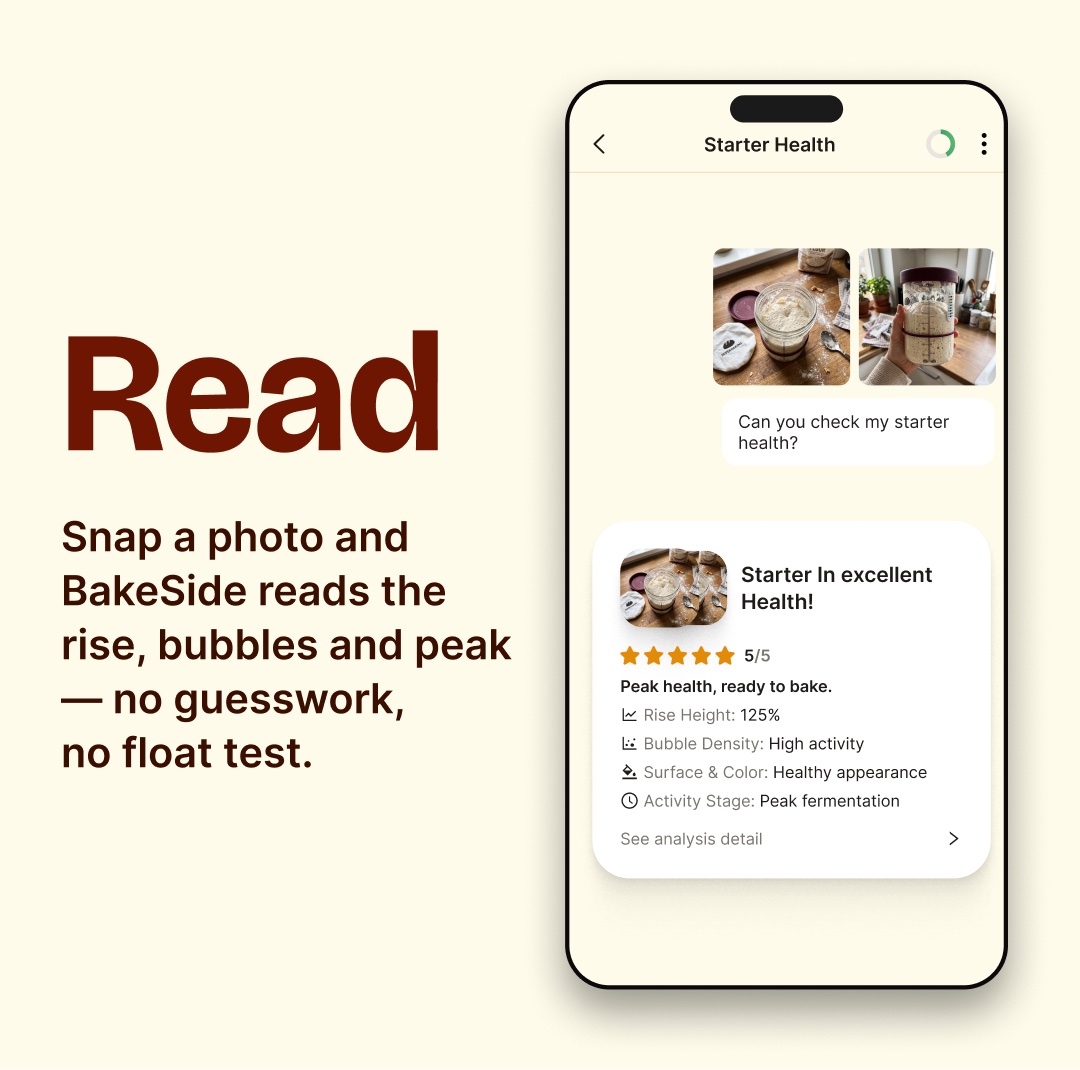 Read
Snap a photo and
BakeSide reads the
rise, bubbles and peak
— no guesswork,
no float test.
Starter Health
Can you check my starter
health?
Starter In excellent
Health!
5/5
Peak health, ready to bake.
Rise Height: 125%
Bubble Density: High activity
Surface & Color: Healthy appearance
Activity Stage: Peak fermentation
See analysis detail